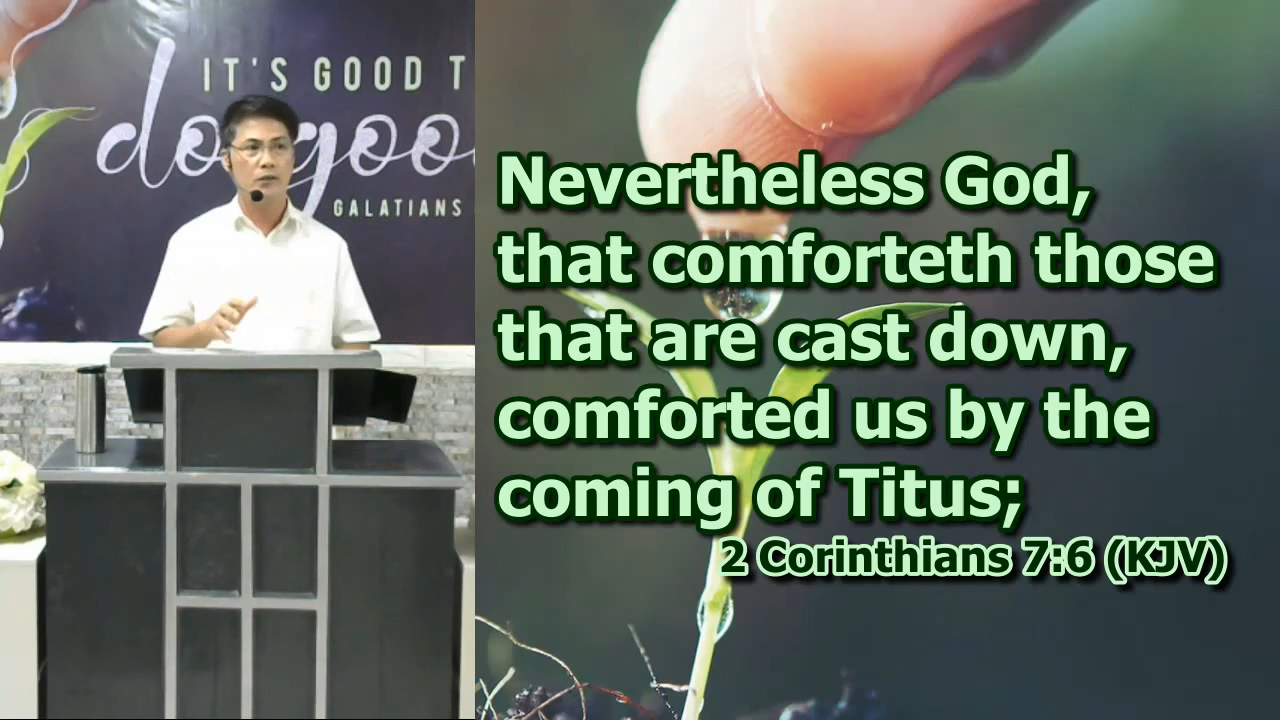 IT'S GOOD T
do goo
GALATIANS
Nevertheless God,
that comforteth those
that are cast down,
comforted us by the
coming of Titus;
2 Corinthians 7:6 (KJV)